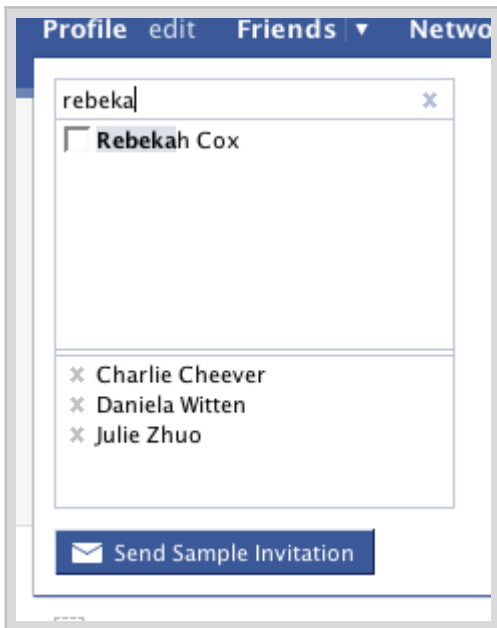 Profile edit Friends ▼ Netwo
rebeka
Rebekah Cox
Charlie Cheever
Daniela Witten
Julie Zhuo
Send Sample Invitation